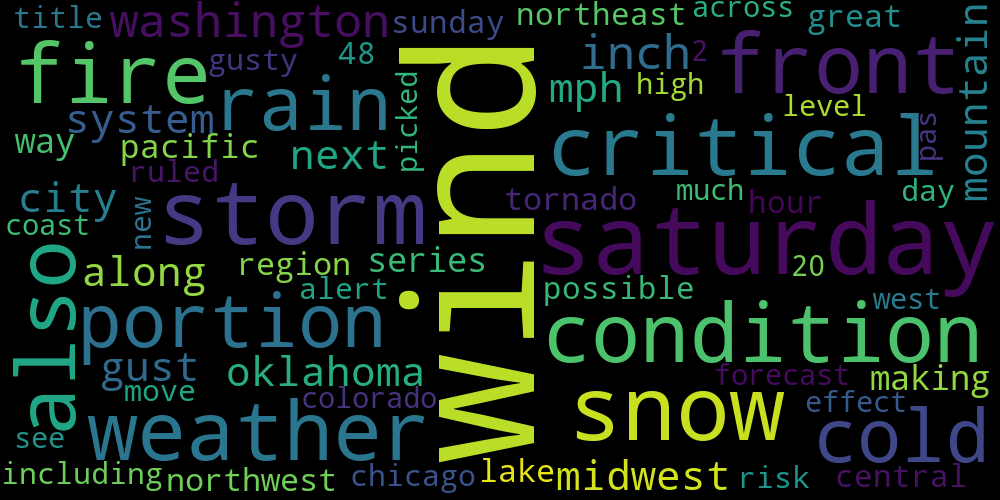 title
washington
sunday
northeast
across
great
mountain
fire
gusty
48
inch
2
front
system
rain
picked
wind
mph
high
level
way
pacific
next
critical
pas
ruled
city
new
storm
tornado
much
hour
day
coast
saturday
also
along
region
series
20
alert
possible
west
portion
condition
gust
oklahoma
forecast
making
move
colorado
snow
effect
see
weather
cold
including
northwest
chicago
lake
midwest
risk
central